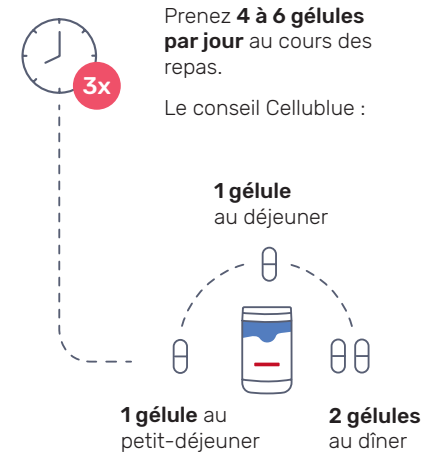 Prenez 4 à 6 gélules
par jour au cours des
repas.
3x
Le conseil Cellublue :
1 gélule
au déjeuner
1 gélule au
petit-déjeuner
2 gélules
au dîner